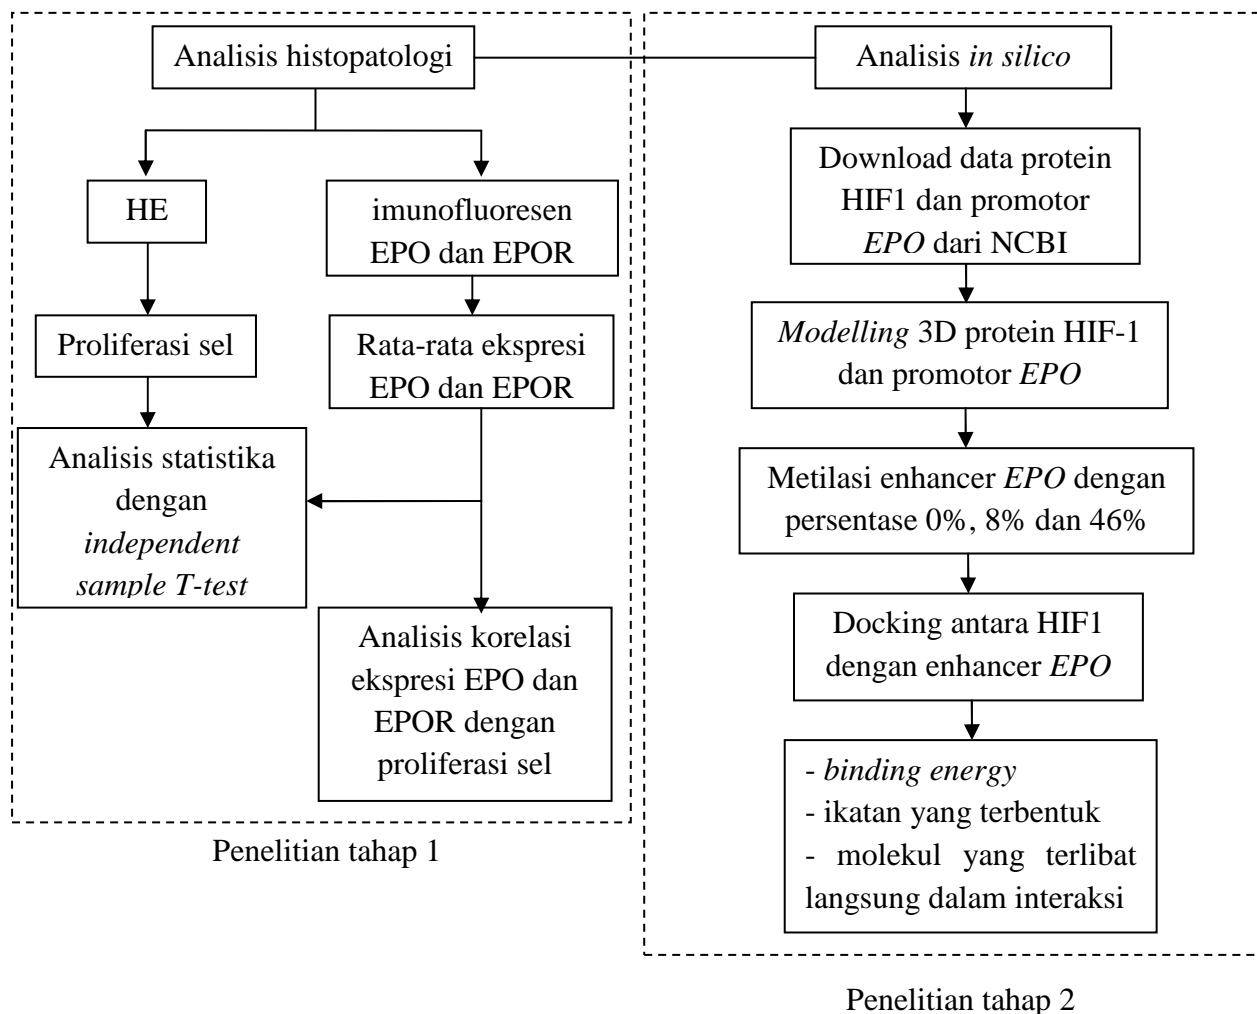 Analisis histopatologi
HE
imunofluoresen
EPO dan EPOR
Proliferasi sel
Rata-rata ekspresi
EPO dan EPOR
Analisis statistika
dengan
independent
sample T-test
Analisis korelasi
ekspresi EPO dan
EPOR dengan
proliferasi sel
Penelitian tahap 1
Analisis in silico
Download data protein
HIF1 dan promotor
EPO dari NCBI
Modelling 3D protein HIF-1
dan promotor EPO
Metilasi enhancer EPO dengan
persentase 0%, 8% dan 46%
Docking antara HIF1
dengan enhancer EPO
- binding energy
- ikatan yang terbentuk
- molekul yang terlibat
langsung dalam interaksi
Penelitian tahap 2